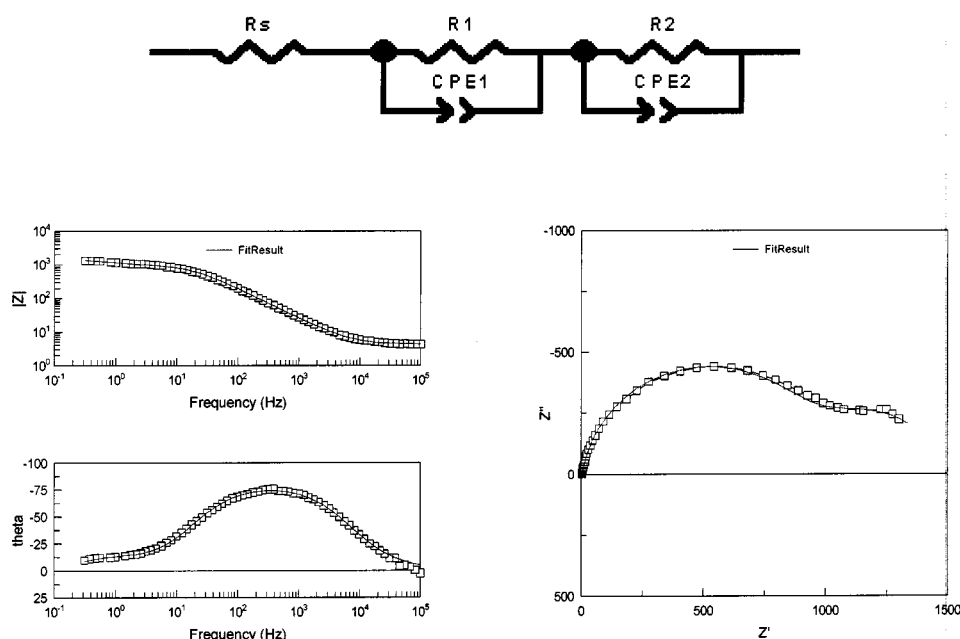 Rs R1 R2
CPE1 CPE2
10^4
10^3
10^2
10^1
10^0
|Z|
FitResult
10^-1 10^0 10^1 10^2 10^3 10^4 10^5
Frequency (Hz)
-100
-75
-50
-25
0
25
theta
10^-1 10^0 10^1 10^2 10^3 10^4 10^5
Frequency (Hz)
-1000
-500
0
500
Z''
FitResult
0 500 1000 1500
Z'